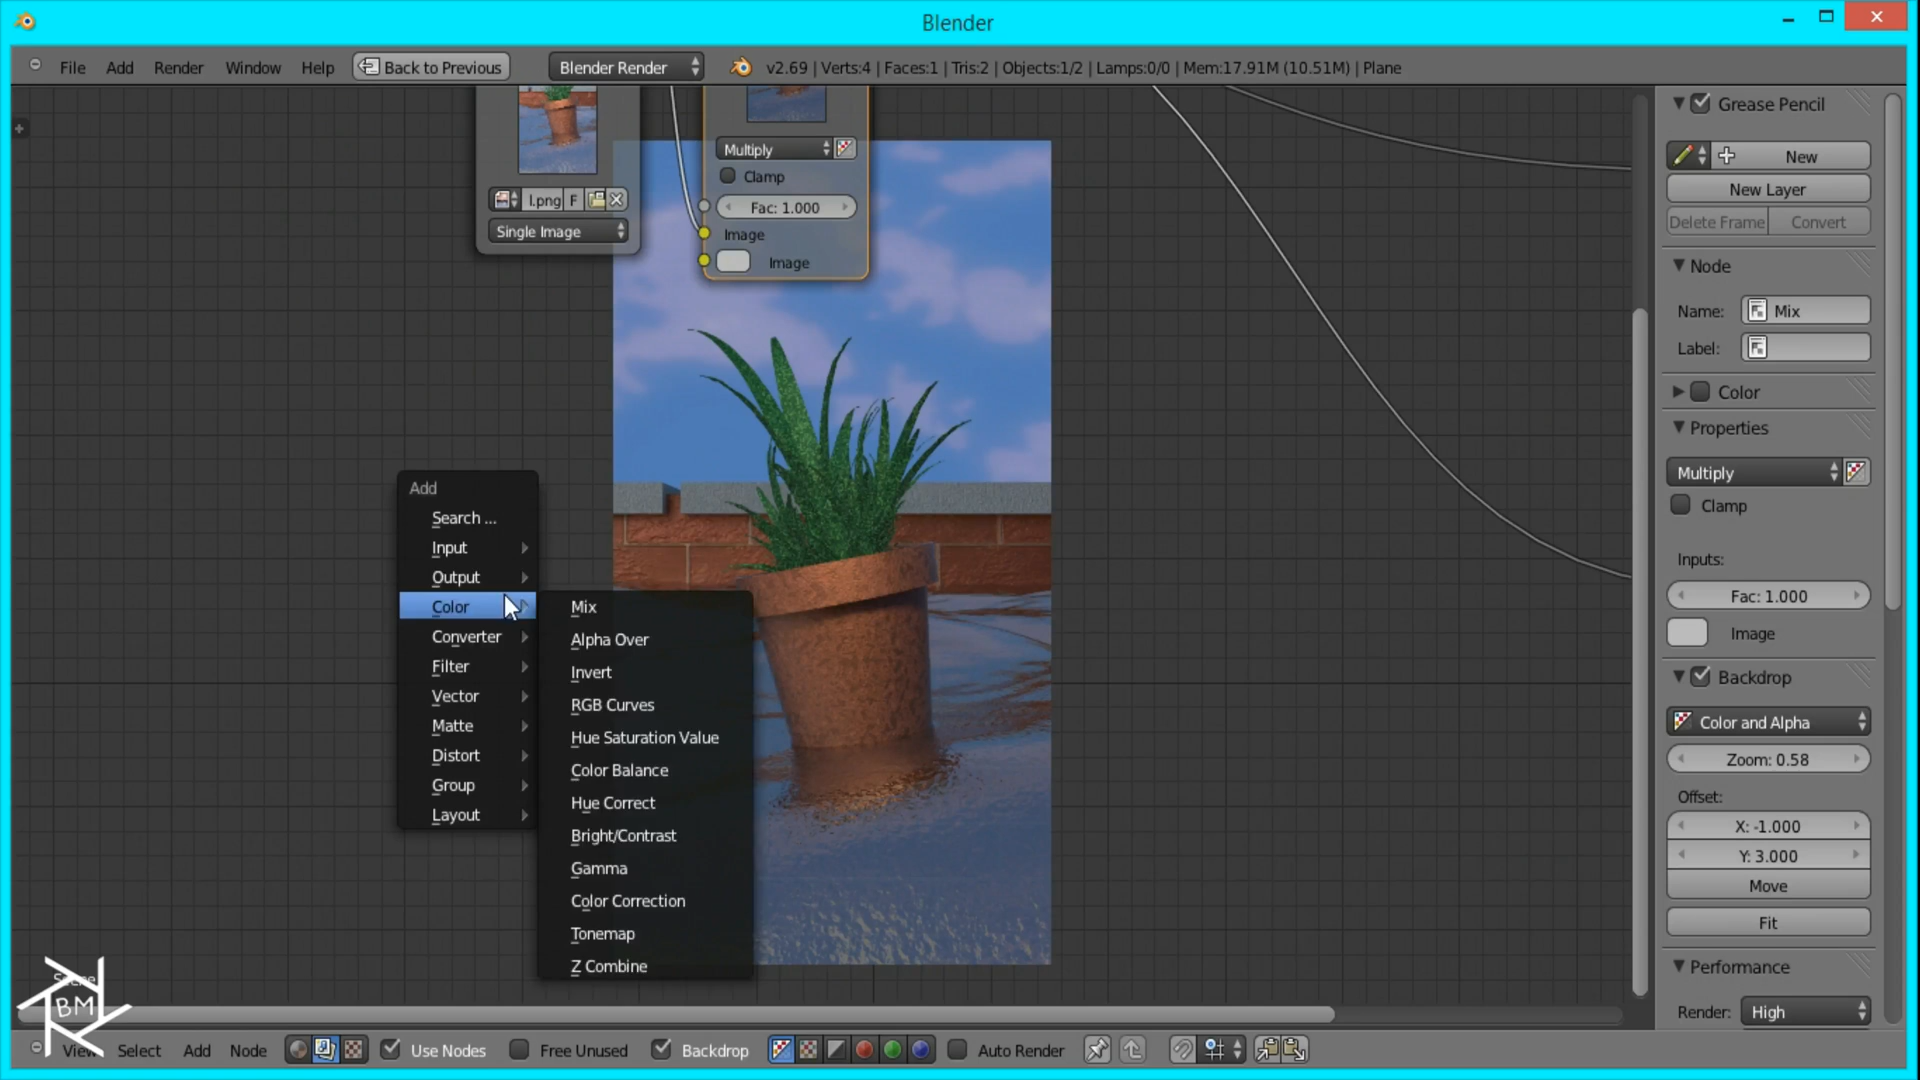 Blender
File Add Render Window Help Back to Previous Blender Render v2.69 | Verts:4 | Faces:1 | Tris:2 | Objects:1/2 | Lamps:0/0 | Mem:17.91M (10.51M) | Plane
l.png F
Single Image
Multiply
Clamp
Fac: 1.000
Image
Image
Add
Search ...
Input
Output
Color
Converter
Filter
Vector
Matte
Distort
Group
Layout
Mix
Alpha Over
Invert
RGB Curves
Hue Saturation Value
Color Balance
Hue Correct
Bright/Contrast
Gamma
Color Correction
Tonemap
Z Combine
Grease Pencil
New
New Layer
Delete Frame Convert
Node
Name: Mix
Label:
Color
Properties
Multiply
Clamp
Inputs:
Fac: 1.000
Image
Backdrop
Color and Alpha
Zoom: 0.58
Offset:
X: -1.000
Y: 3.000
Move
Fit
Performance
Render: High
BM
View Select Add Node Use Nodes Free Unused Backdrop Auto Render